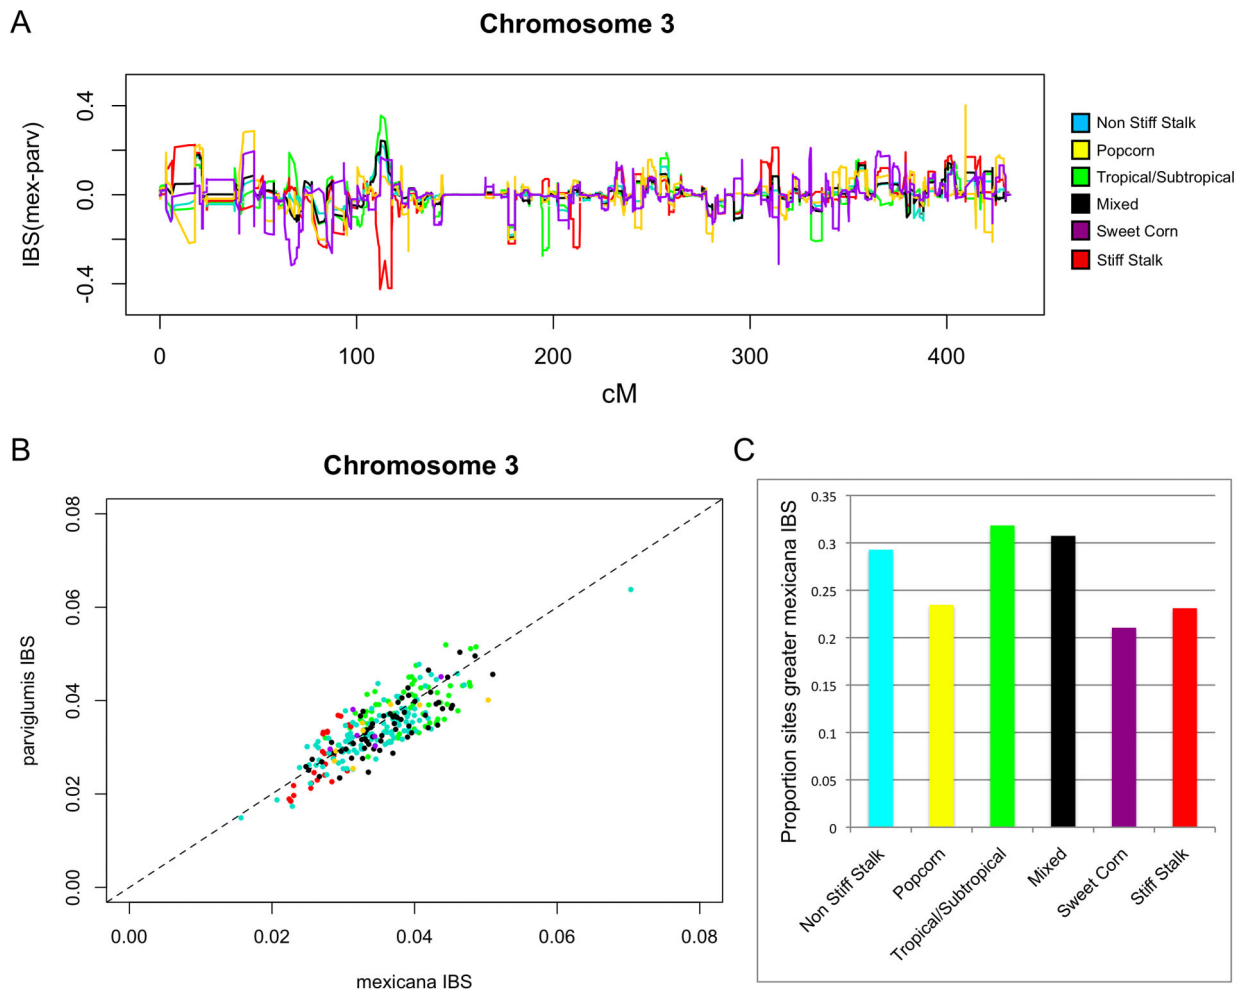 A
Chromosome 3
IBS(mex-parv)
0.4
0.0
-0.4
0
100
200
300
400
cM
Non Stiff Stalk
Popcorn
Tropical/Subtropical
Mixed
Sweet Corn
Stiff Stalk
B
Chromosome 3
parviglumis IBS
0.08
0.06
0.04
0.02
0.00
0.00
0.02
0.04
0.06
0.08
mexicana IBS
C
Proportion sites greater mexicana IBS
0.35
0.3
0.25
0.2
0.15
0.1
0.05
0
Non Stiff Stalk
Popcorn
Tropical/Subtropical
Mixed
Sweet Corn
Stiff Stalk